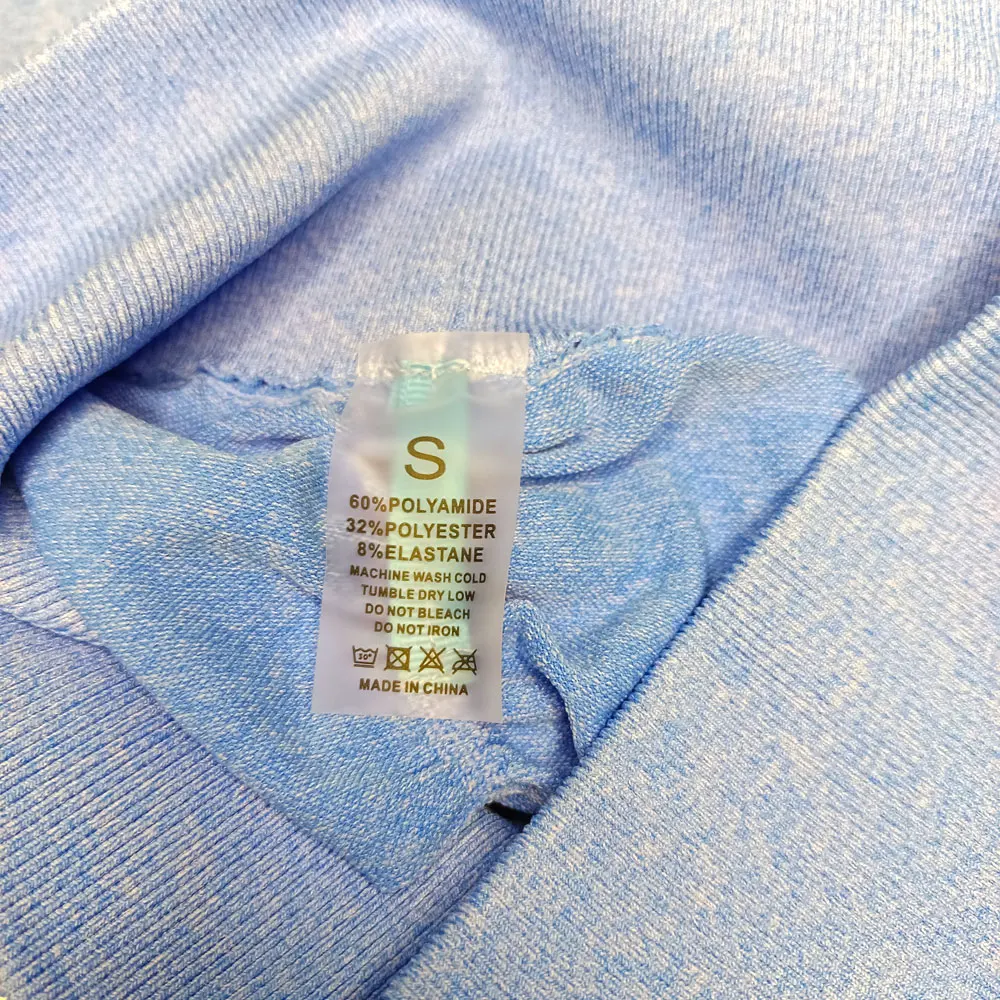 S
60%POLYAMIDE
32%POLYESTER
8%ELASTANE
MACHINE WASH COLD
TUMBLE DRY LOW
DO NOT BLEACH
DO NOT IRON
30°
MADE IN CHINA